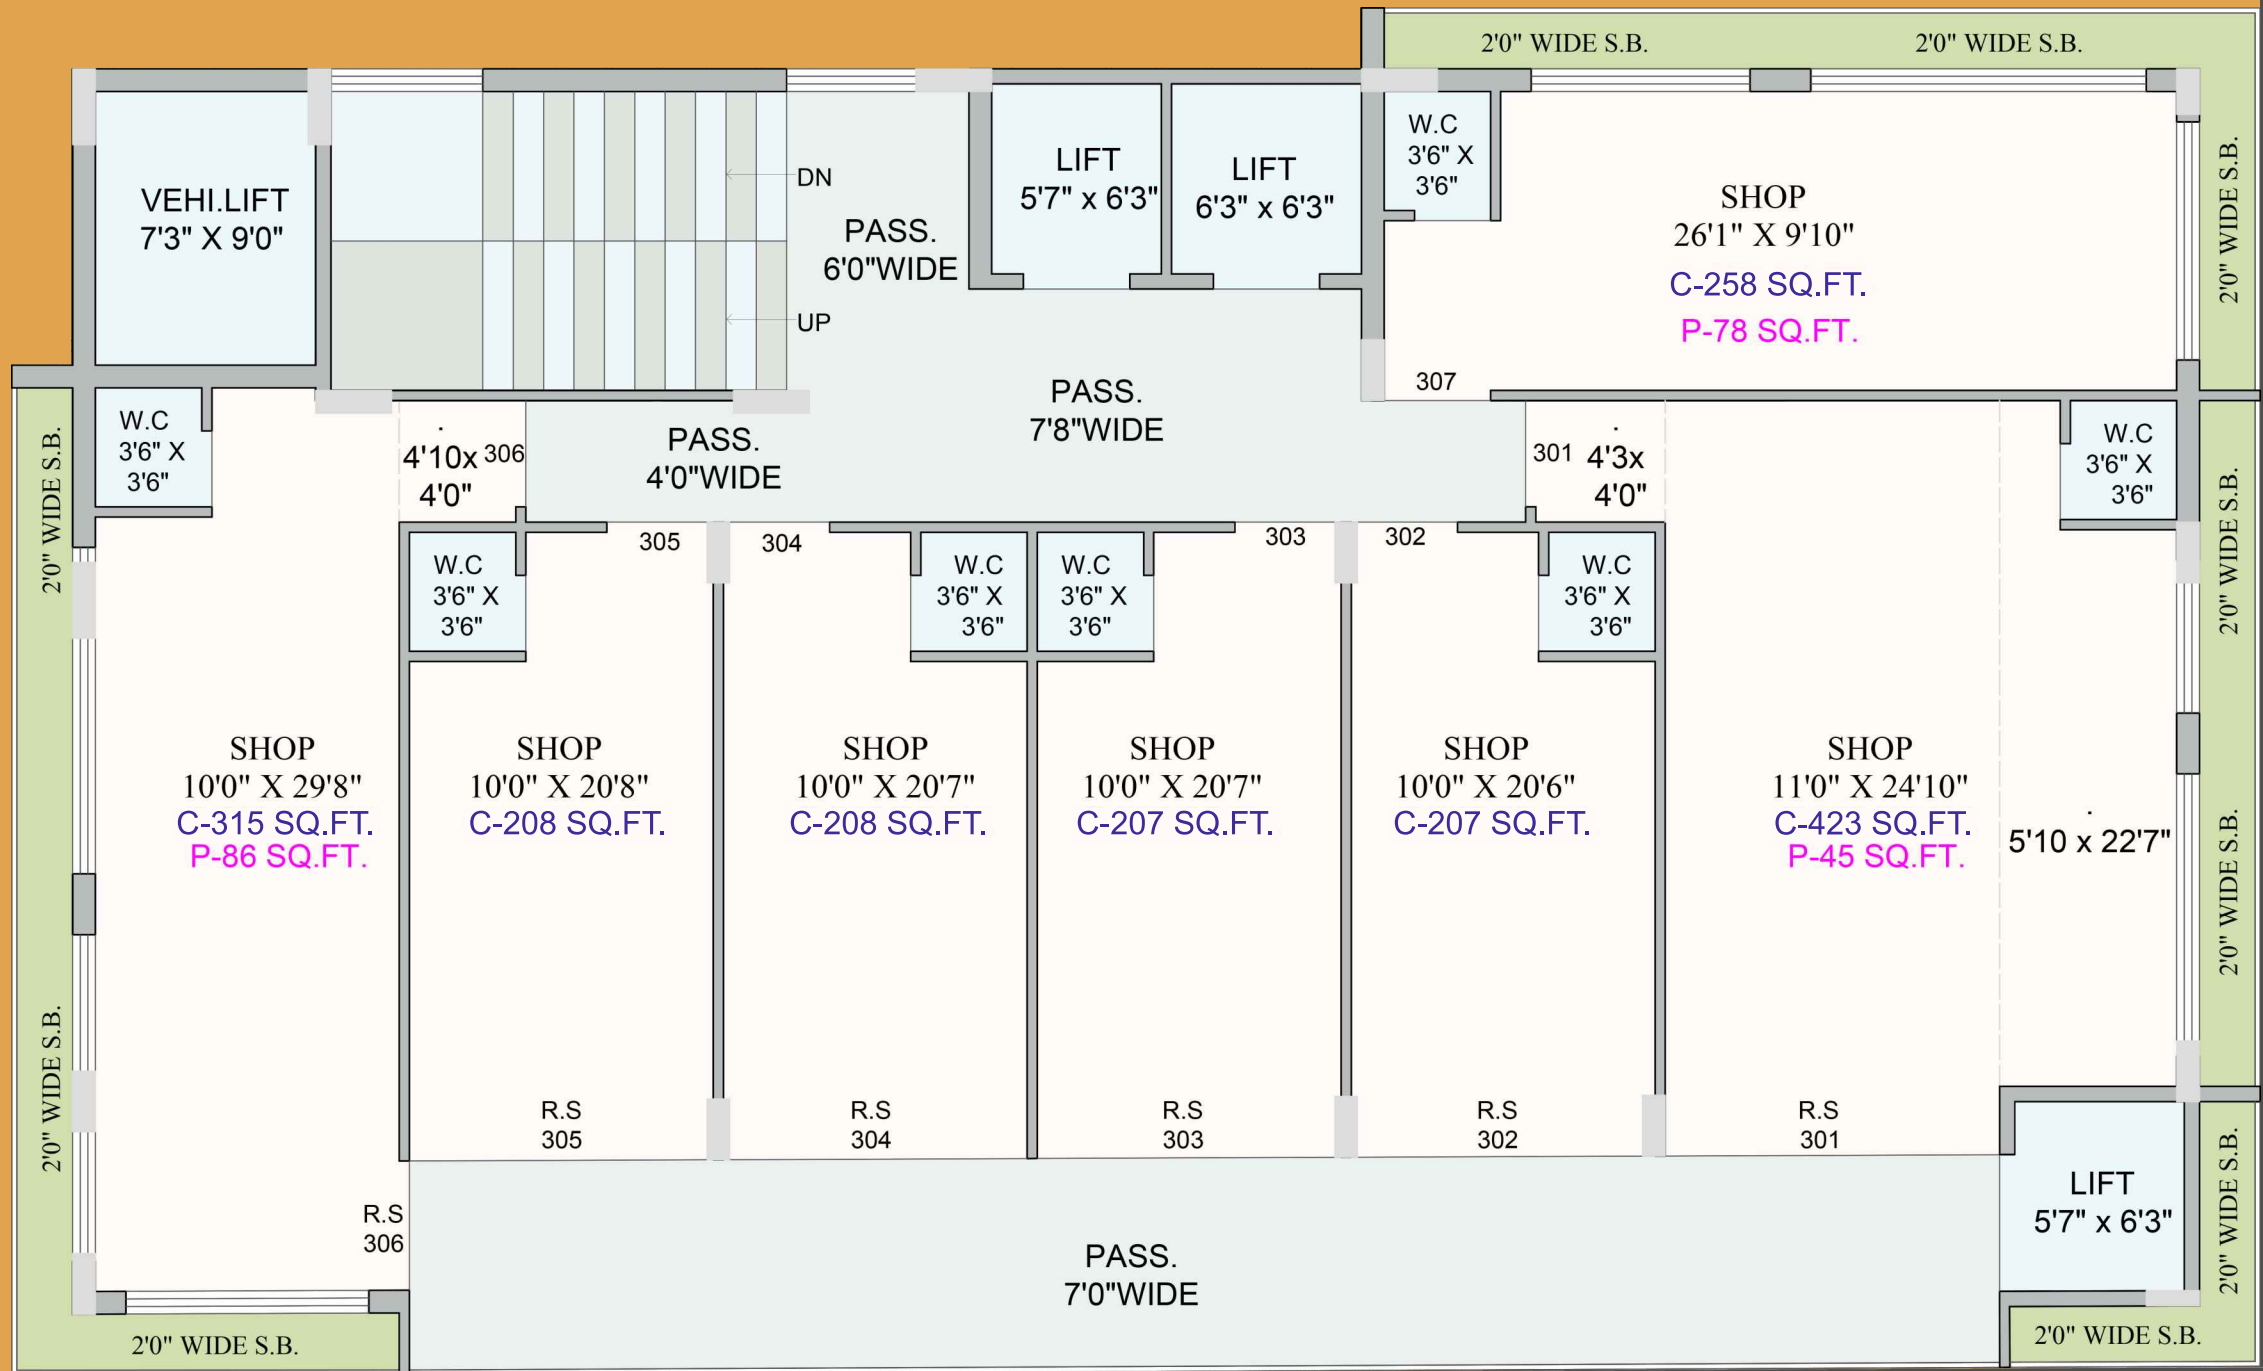 2'0" WIDE S.B.
2'0" WIDE S.B.
VEHI.LIFT
7'3" X 9'0"
DN
UP
PASS.
6'0"WIDE
LIFT
5'7" x 6'3"
LIFT
6'3" x 6'3"
W.C
3'6" X
3'6"
SHOP
26'1" X 9'10"
C-258 SQ.FT.
P-78 SQ.FT.
307
2'0" WIDE S.B.
PASS.
7'8"WIDE
2'0" WIDE S.B.
W.C
3'6" X
3'6"
.
4'10x
4'0"
306
PASS.
4'0"WIDE
301
.
4'3x
4'0"
W.C
3'6" X
3'6"
2'0" WIDE S.B.
305
304
303
302
W.C
3'6" X
3'6"
W.C
3'6" X
3'6"
W.C
3'6" X
3'6"
W.C
3'6" X
3'6"
SHOP
10'0" X 29'8"
C-315 SQ.FT.
P-86 SQ.FT.
SHOP
10'0" X 20'8"
C-208 SQ.FT.
SHOP
10'0" X 20'7"
C-208 SQ.FT.
SHOP
10'0" X 20'7"
C-207 SQ.FT.
SHOP
10'0" X 20'6"
C-207 SQ.FT.
SHOP
11'0" X 24'10"
C-423 SQ.FT.
P-45 SQ.FT.
.
5'10 x 22'7"
2'0" WIDE S.B.
2'0" WIDE S.B.
R.S
305
R.S
304
R.S
303
R.S
302
R.S
301
R.S
306
LIFT
5'7" x 6'3"
2'0" WIDE S.B.
PASS.
7'0"WIDE
2'0" WIDE S.B.
2'0" WIDE S.B.